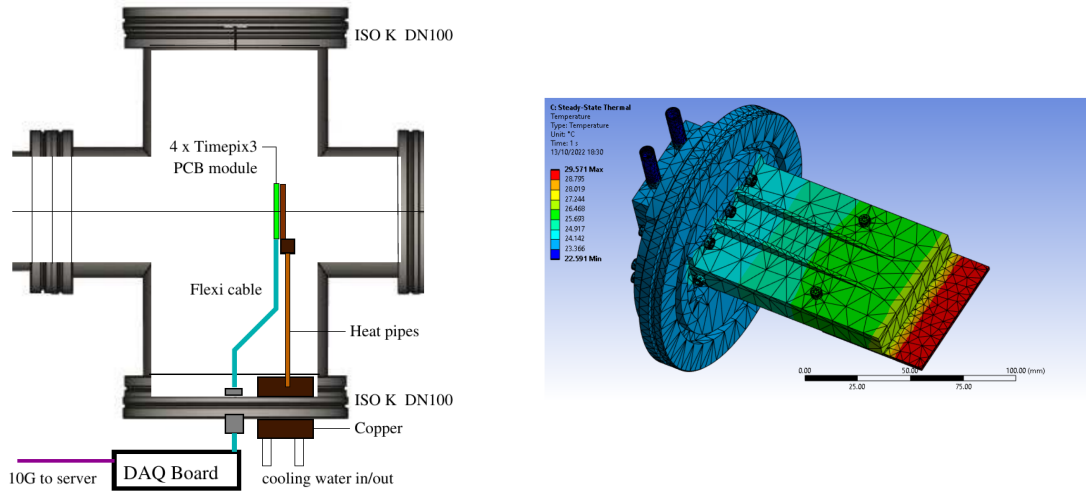 ISO K DN100
4 x Timepix3
PCB module
Flexi cable
Heat pipes
ISO K DN100
Copper
10G to server
DAQ Board
cooling water in/out
C: Steady-State Thermal
Temperature
Type: Temperature
Unit: °C
Time: 1 s
13/10/2022 18:30
29.571 Max
28.795
28.019
27.244
26.468
25.693
24.917
24.142
23.366
22.591 Min
0.00
50.00
100.00 (mm)
25.00
75.00